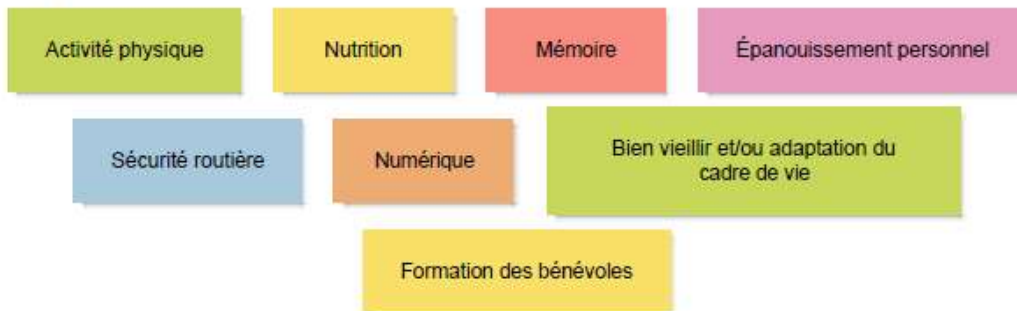 Activité physique
Nutrition
Mémoire
Épanouissement personnel
Sécurité routière
Numérique
Bien vieillir et/ou adaptation du
cadre de vie
Formation des bénévoles